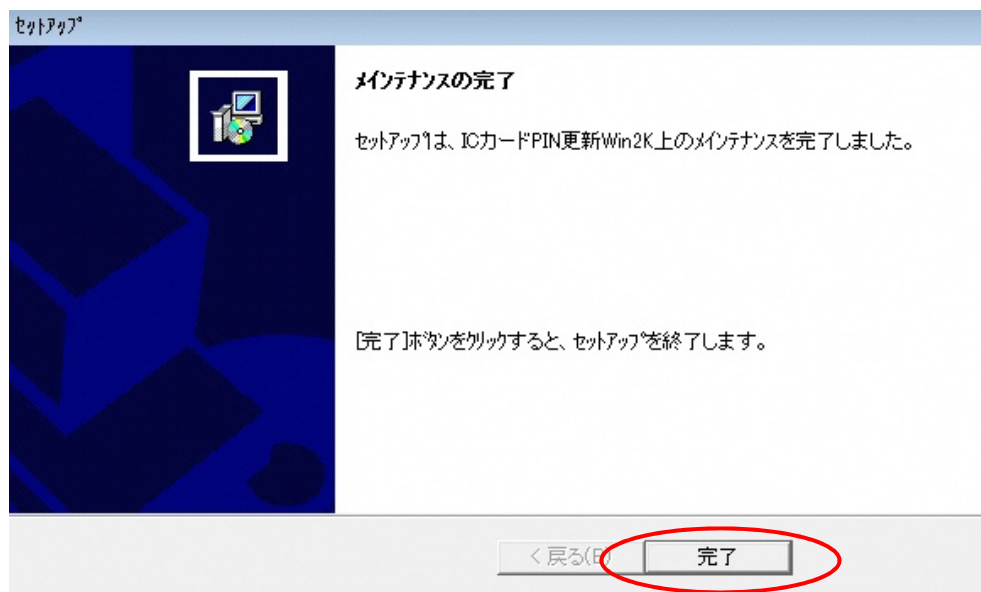 セットアップ
メインテナンスの完了
セットアップは、ICカードPIN更新Win2K上のメインテナンスを完了しました。
[完了]ボタンをクリックすると、セットアップを終了します。
< 戻る(B)
完了